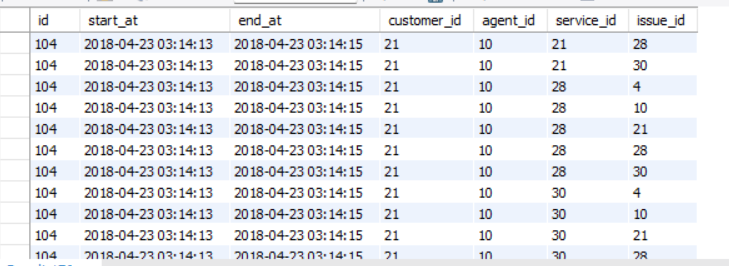 id start_at end_at customer_id agent_id service_id issue_id
104 2018-04-23 03:14:13 2018-04-23 03:14:15 21 10 21 28
104 2018-04-23 03:14:13 2018-04-23 03:14:15 21 10 21 30
104 2018-04-23 03:14:13 2018-04-23 03:14:15 21 10 28 4
104 2018-04-23 03:14:13 2018-04-23 03:14:15 21 10 28 10
104 2018-04-23 03:14:13 2018-04-23 03:14:15 21 10 28 21
104 2018-04-23 03:14:13 2018-04-23 03:14:15 21 10 28 28
104 2018-04-23 03:14:13 2018-04-23 03:14:15 21 10 28 30
104 2018-04-23 03:14:13 2018-04-23 03:14:15 21 10 30 4
104 2018-04-23 03:14:13 2018-04-23 03:14:15 21 10 30 10
104 2018-04-23 03:14:13 2018-04-23 03:14:15 21 10 30 21
104 2018-04-23 03:14:13 2018-04-23 03:14:15 21 10 30 28